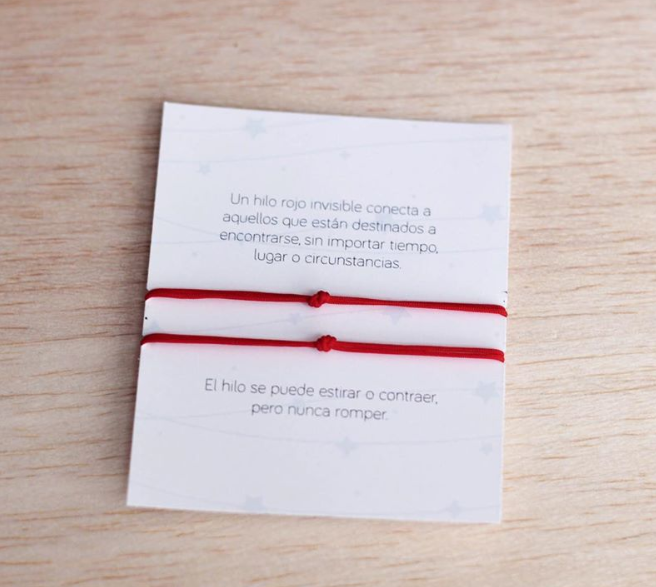 Un hilo rojo invisible conecta a
aquellos que están destinados a
encontrarse, sin importar tiempo,
lugar o circunstancias.
El hilo se puede estirar o contraer,
pero nunca romper.